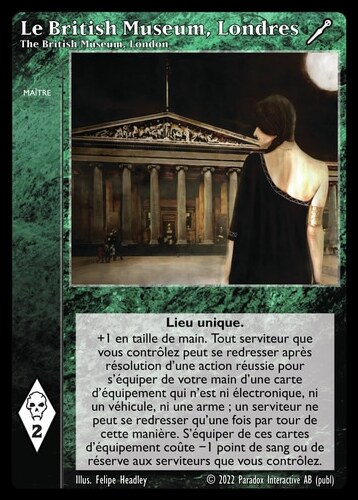 Le British Museum, Londres
The British Museum, London
MAÎTRE
Lieu unique.
+1 en taille de main. Tout serviteur que
vous contrôlez peut se redresser après
résolution d'une action réussie pour
s'équiper de votre main d'une carte
d'équipement qui n'est ni électronique, ni
un véhicule, ni une arme ; un serviteur ne
peut se redresser qu'une fois par tour de
cette manière. S'équiper de ces cartes
d'équipement coûte −1 point de sang ou de
réserve aux serviteurs que vous contrôlez.
2
Illus. Felipe Headley © 2022 Paradox Interactive AB (publ)